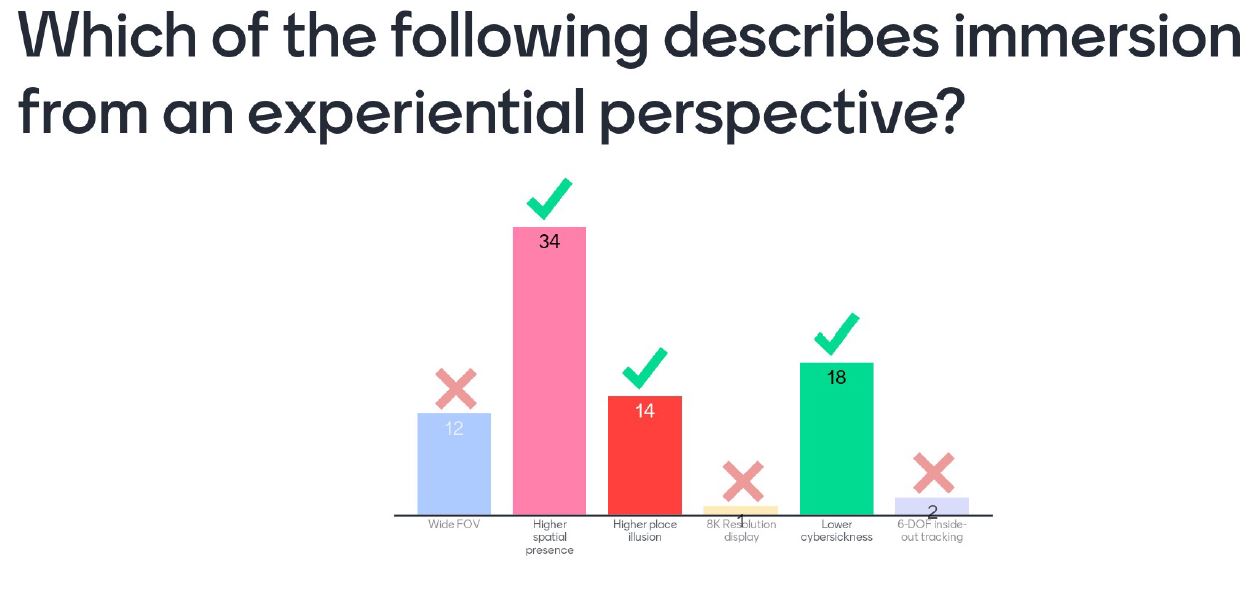 Which of the following describes immersion
from an experiential perspective?
34
18
14
12
1
2
Wide FOV
Higher
spatial
presence
Higher place
illusion
8K Resolution
display
Lower
cybersickness
6-DOF inside-
out tracking